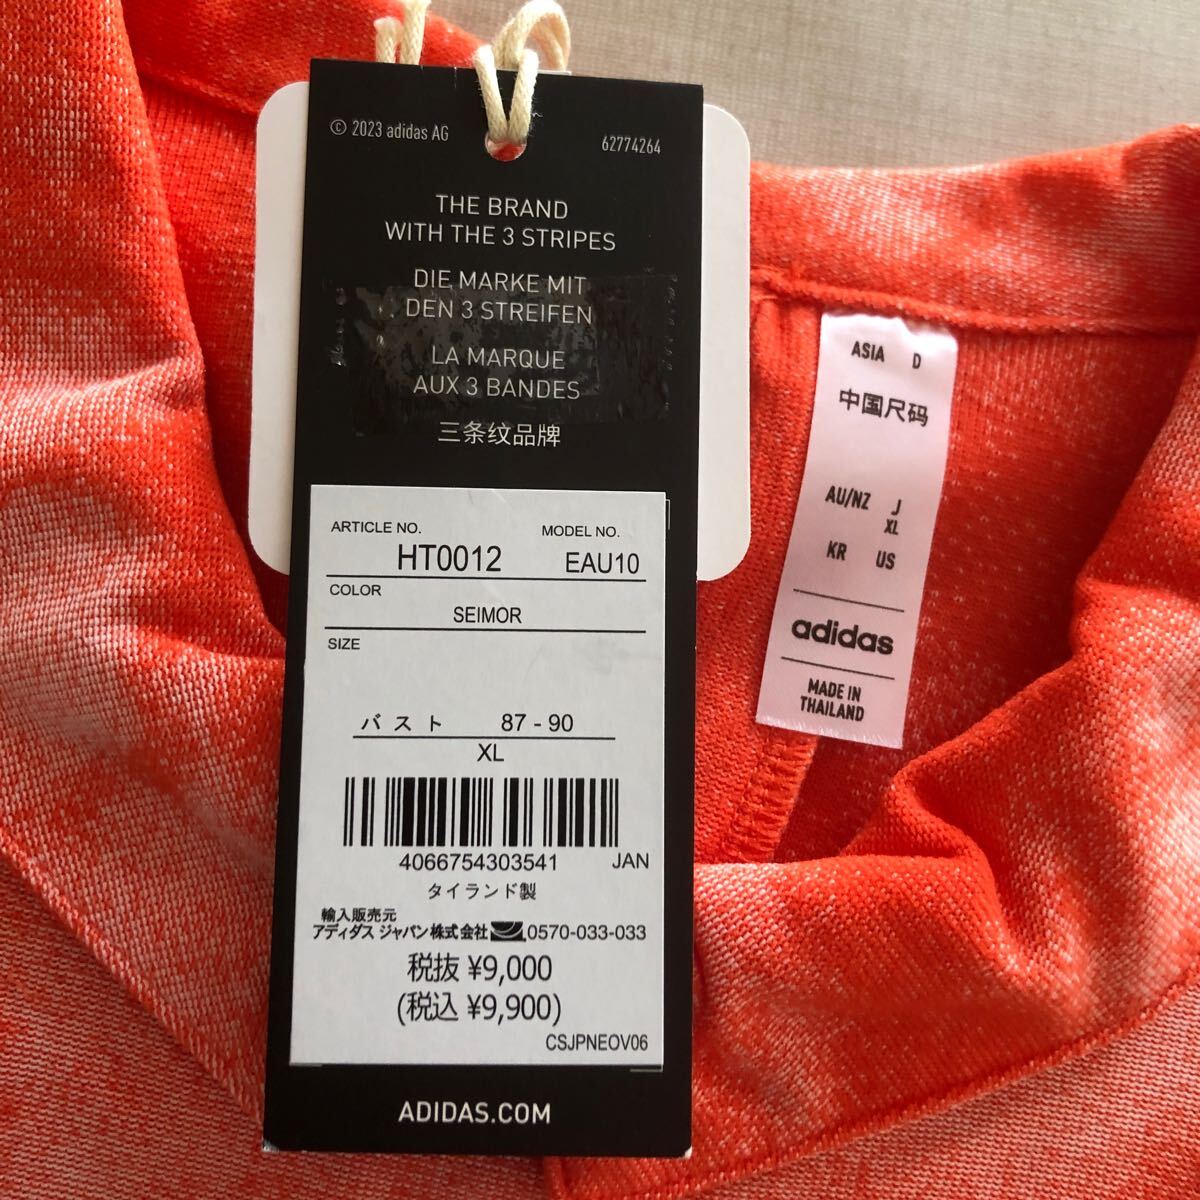 © 2023 adidas AG
62774264
THE BRAND
WITH THE 3 STRIPES
DIE MARKE MIT
DEN 3 STREIFEN
LA MARQUE
AUX 3 BANDES
三条纹品牌
ARTICLE NO.
MODEL NO.
HT0012
EAU10
COLOR
SEIMOR
SIZE
バスト 87 - 90
XL
4066754303541 JAN
タイランド製
輸入販売元
アディダス ジャパン株式会社 0570-033-033
税抜 ¥9,000
(税込 ¥9,900)
CSJPNEOV06
ADIDAS.COM
ASIA D
中国尺码
AU/NZ J
XL
KR US
adidas
MADE IN
THAILAND